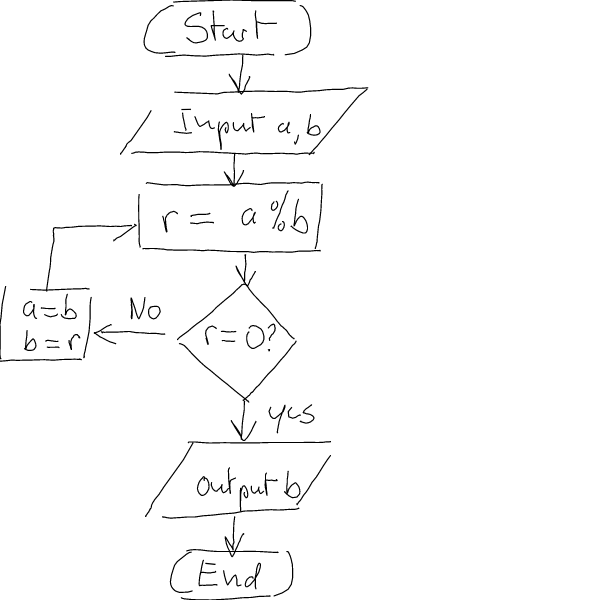 Start
Input a,b
r = a %b
a=b
b=r
No
r=0?
yes
output b
End